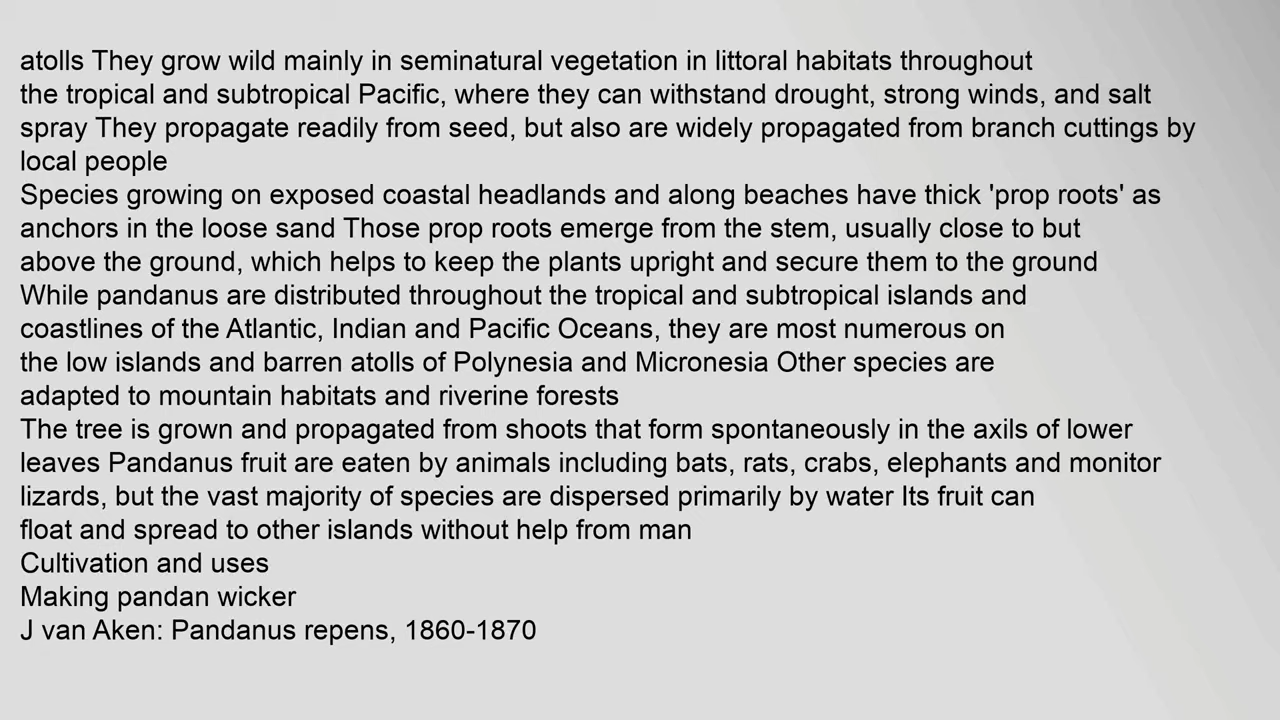 atolls They grow wild mainly in seminatural vegetation in littoral habitats throughout
the tropical and subtropical Pacific, where they can withstand drought, strong winds, and salt
spray They propagate readily from seed, but also are widely propagated from branch cuttings by
local people
Species growing on exposed coastal headlands and along beaches have thick 'prop roots' as
anchors in the loose sand Those prop roots emerge from the stem, usually close to but
above the ground, which helps to keep the plants upright and secure them to the ground
While pandanus are distributed throughout the tropical and subtropical islands and
coastlines of the Atlantic, Indian and Pacific Oceans, they are most numerous on
the low islands and barren atolls of Polynesia and Micronesia Other species are
adapted to mountain habitats and riverine forests
The tree is grown and propagated from shoots that form spontaneously in the axils of lower
leaves Pandanus fruit are eaten by animals including bats, rats, crabs, elephants and monitor
lizards, but the vast majority of species are dispersed primarily by water Its fruit can
float and spread to other islands without help from man
Cultivation and uses
Making pandan wicker
J van Aken: Pandanus repens, 1860-1870